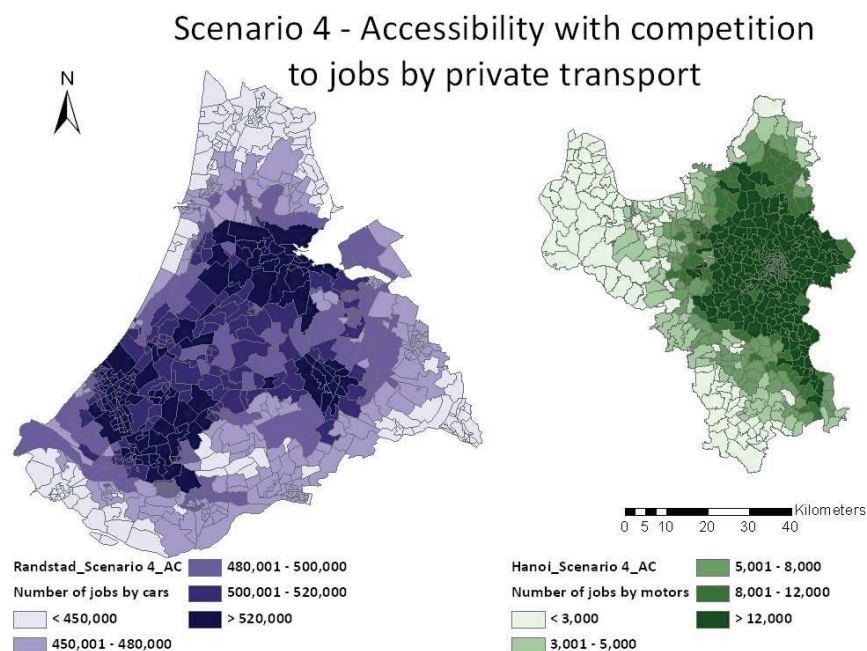 Scenario 4 - Accessibility with competition
to jobs by private transport
N
Kilometers
0 5 10 20 30 40
Randstad_Scenario 4_AC
Number of jobs by cars
< 450,000
450,001 - 480,000
480,001 - 500,000
500,001 - 520,000
> 520,000
Hanoi_Scenario 4_AC
Number of jobs by motors
< 3,000
3,001 - 5,000
5,001 - 8,000
8,001 - 12,000
> 12,000